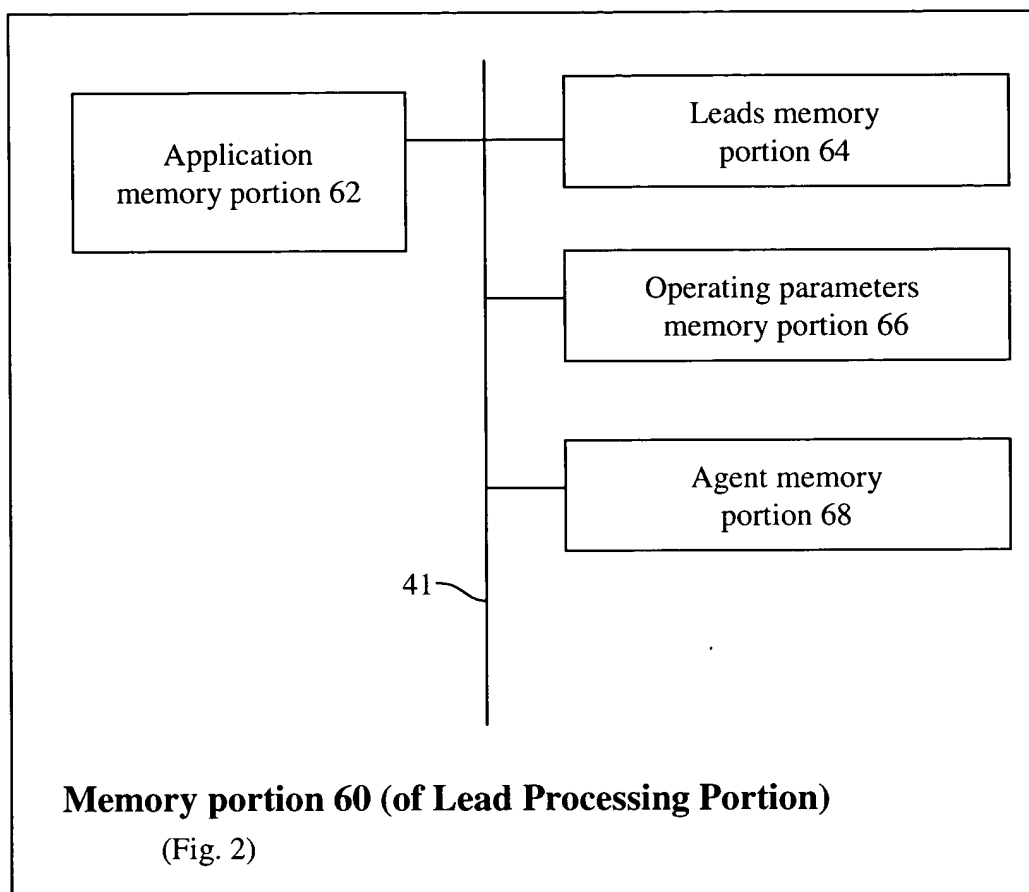 Application
memory portion 62
Leads memory
portion 64
Operating parameters
memory portion 66
Agent memory
portion 68
41
Memory portion 60 (of Lead Processing Portion)
(Fig. 2)